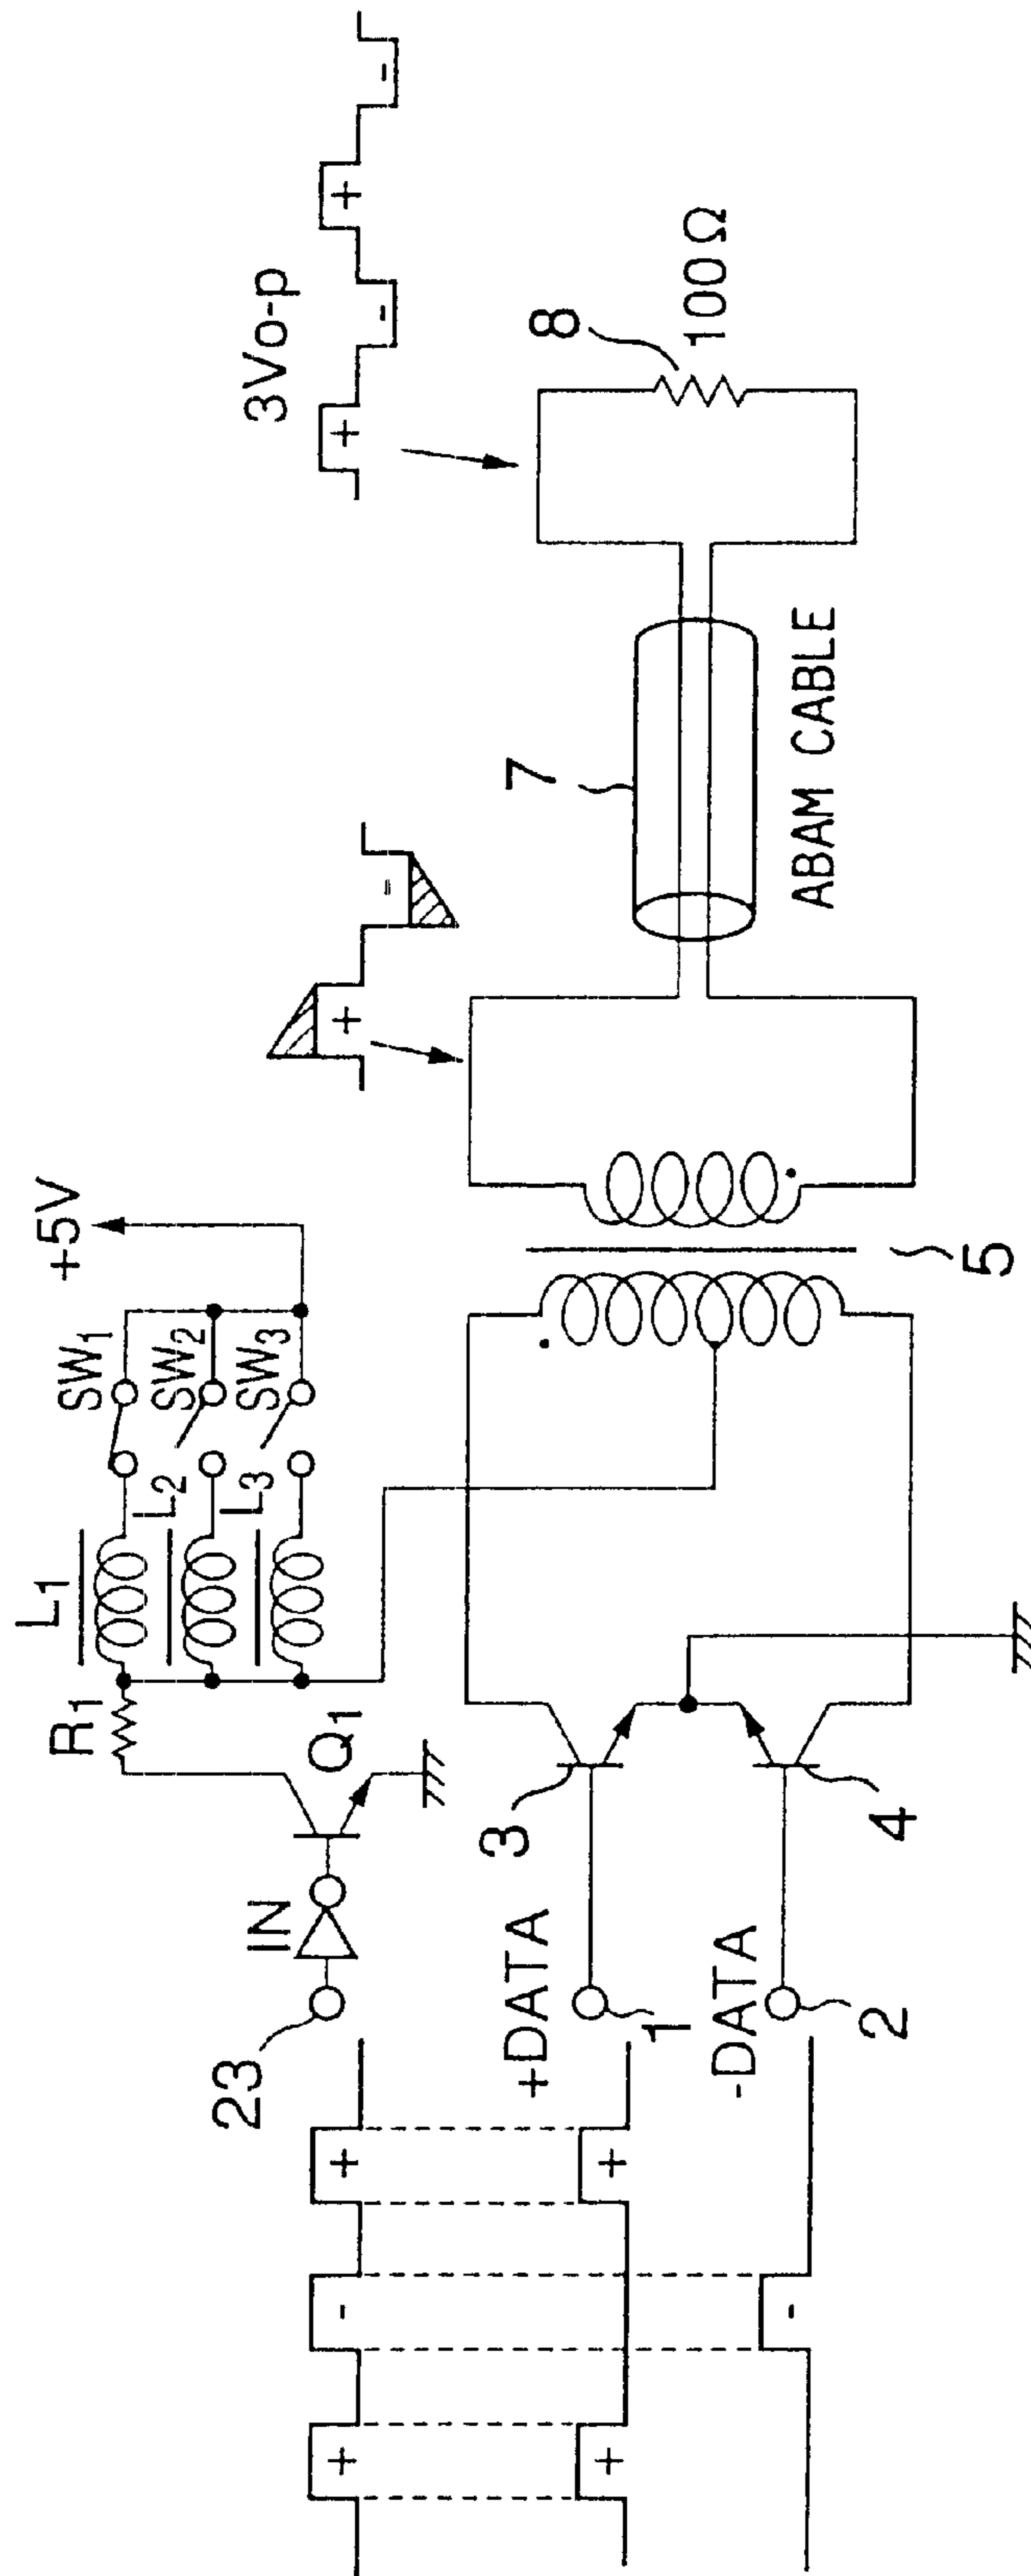 3Vo-p
+ - + -
8
100Ω
+ -
7
ABAM CABLE
+5V
SW1
SW2
SW3
L1
L2
L3
R1
Q1
5
IN
23
3
4
+DATA
1
-DATA
2
+ - +
+ +
-